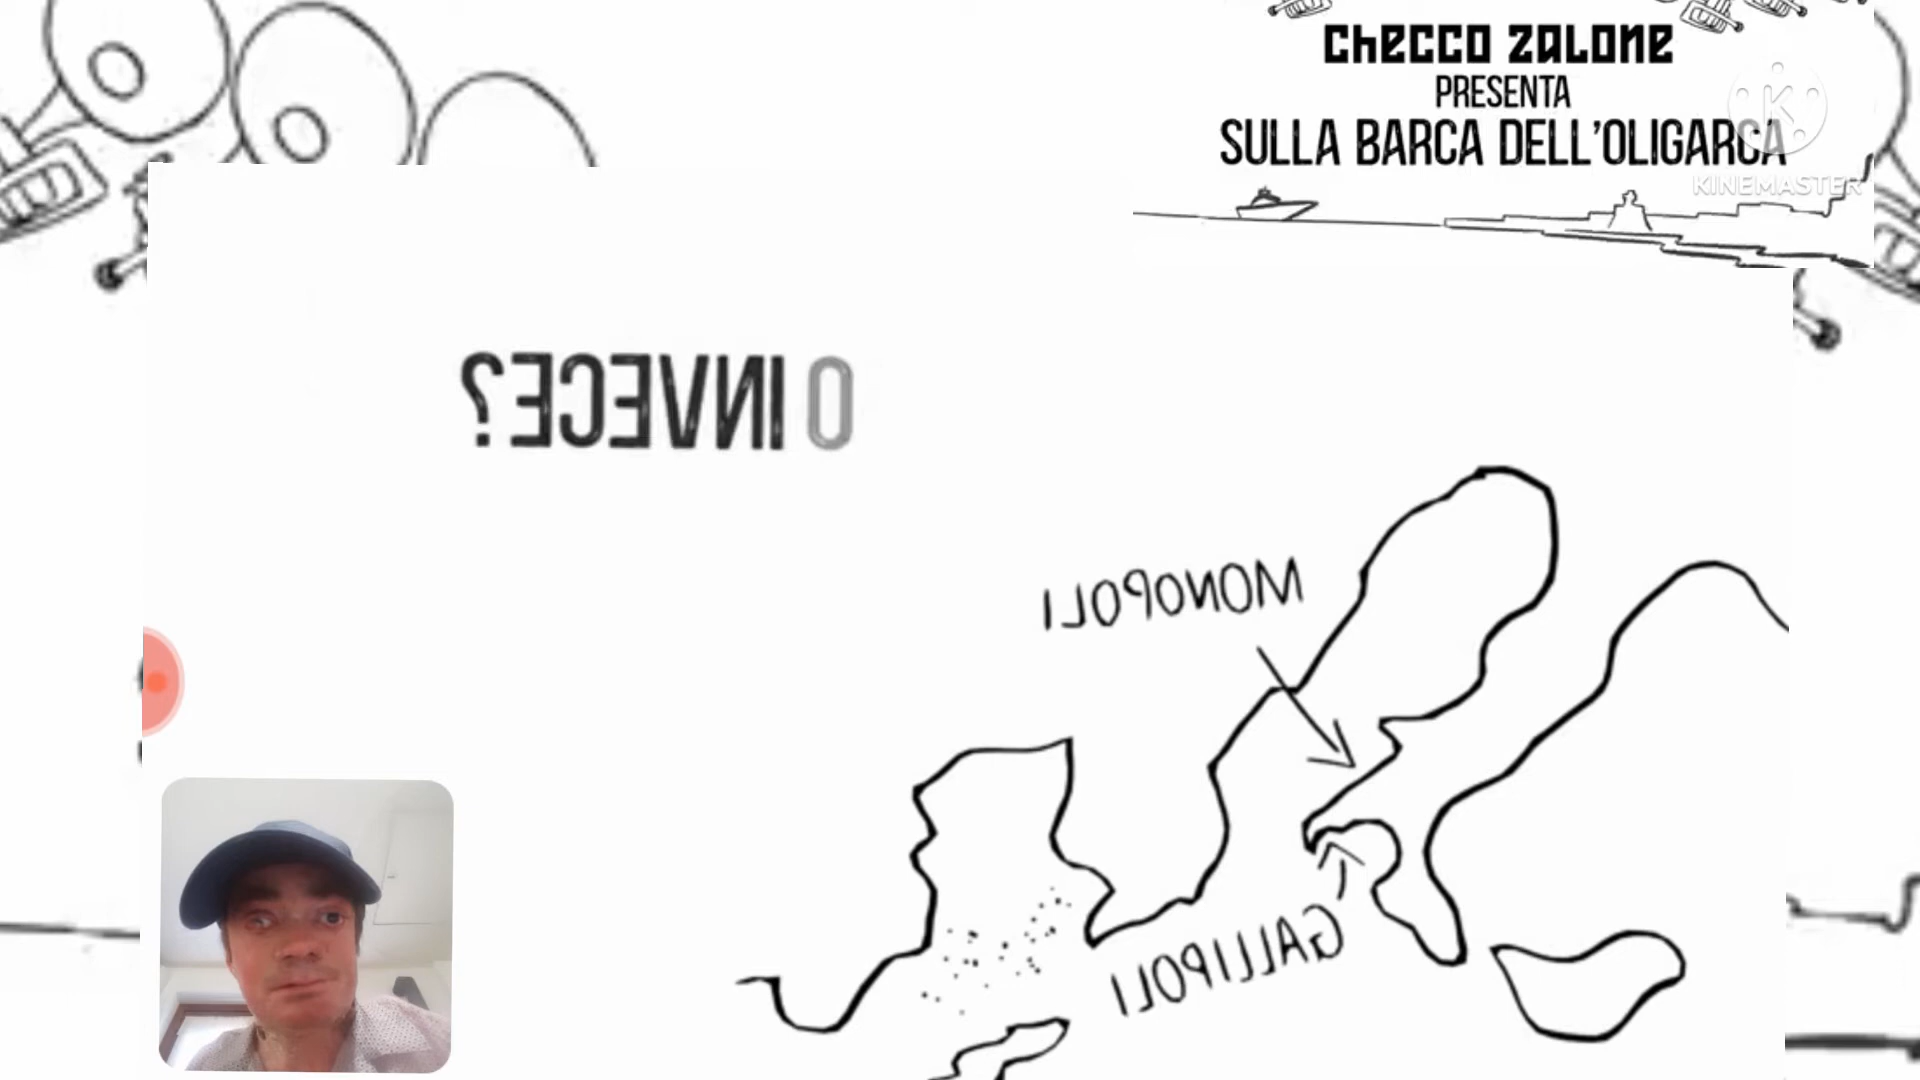 CHECCO ZALONE
PRESENTA
SULLA BARCA DELL'OLIGARCA
KINEMASTER
O INVECE?
MONOPOLI
GALLIPOLI